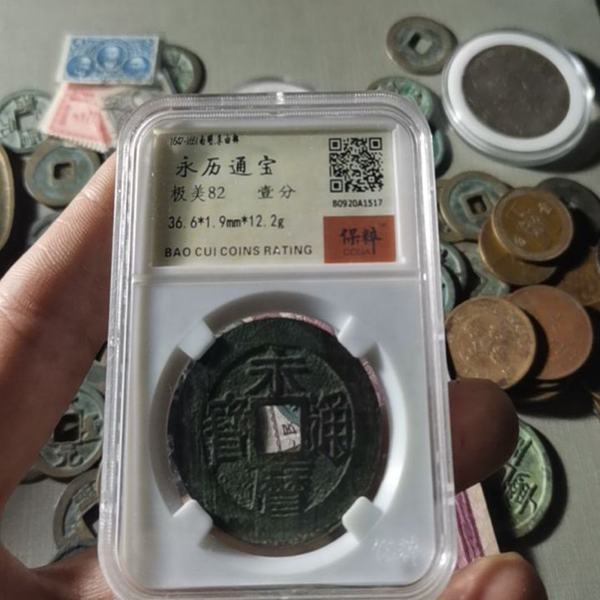 永历通宝
极美82 壹分
36.6*1.9mm*12.2g
B0920A1517
保粹
BAO CUI COINS RATING
永
曆
通
寶